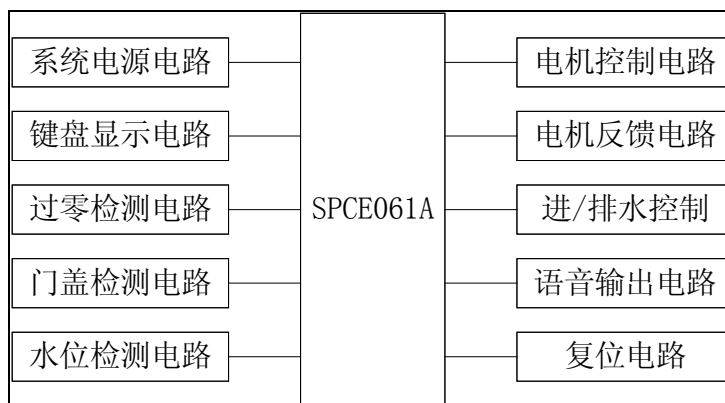 系统电源电路
键盘显示电路
过零检测电路
门盖检测电路
水位检测电路
SPCE061A
电机控制电路
电机反馈电路
进/排水控制
语音输出电路
复位电路